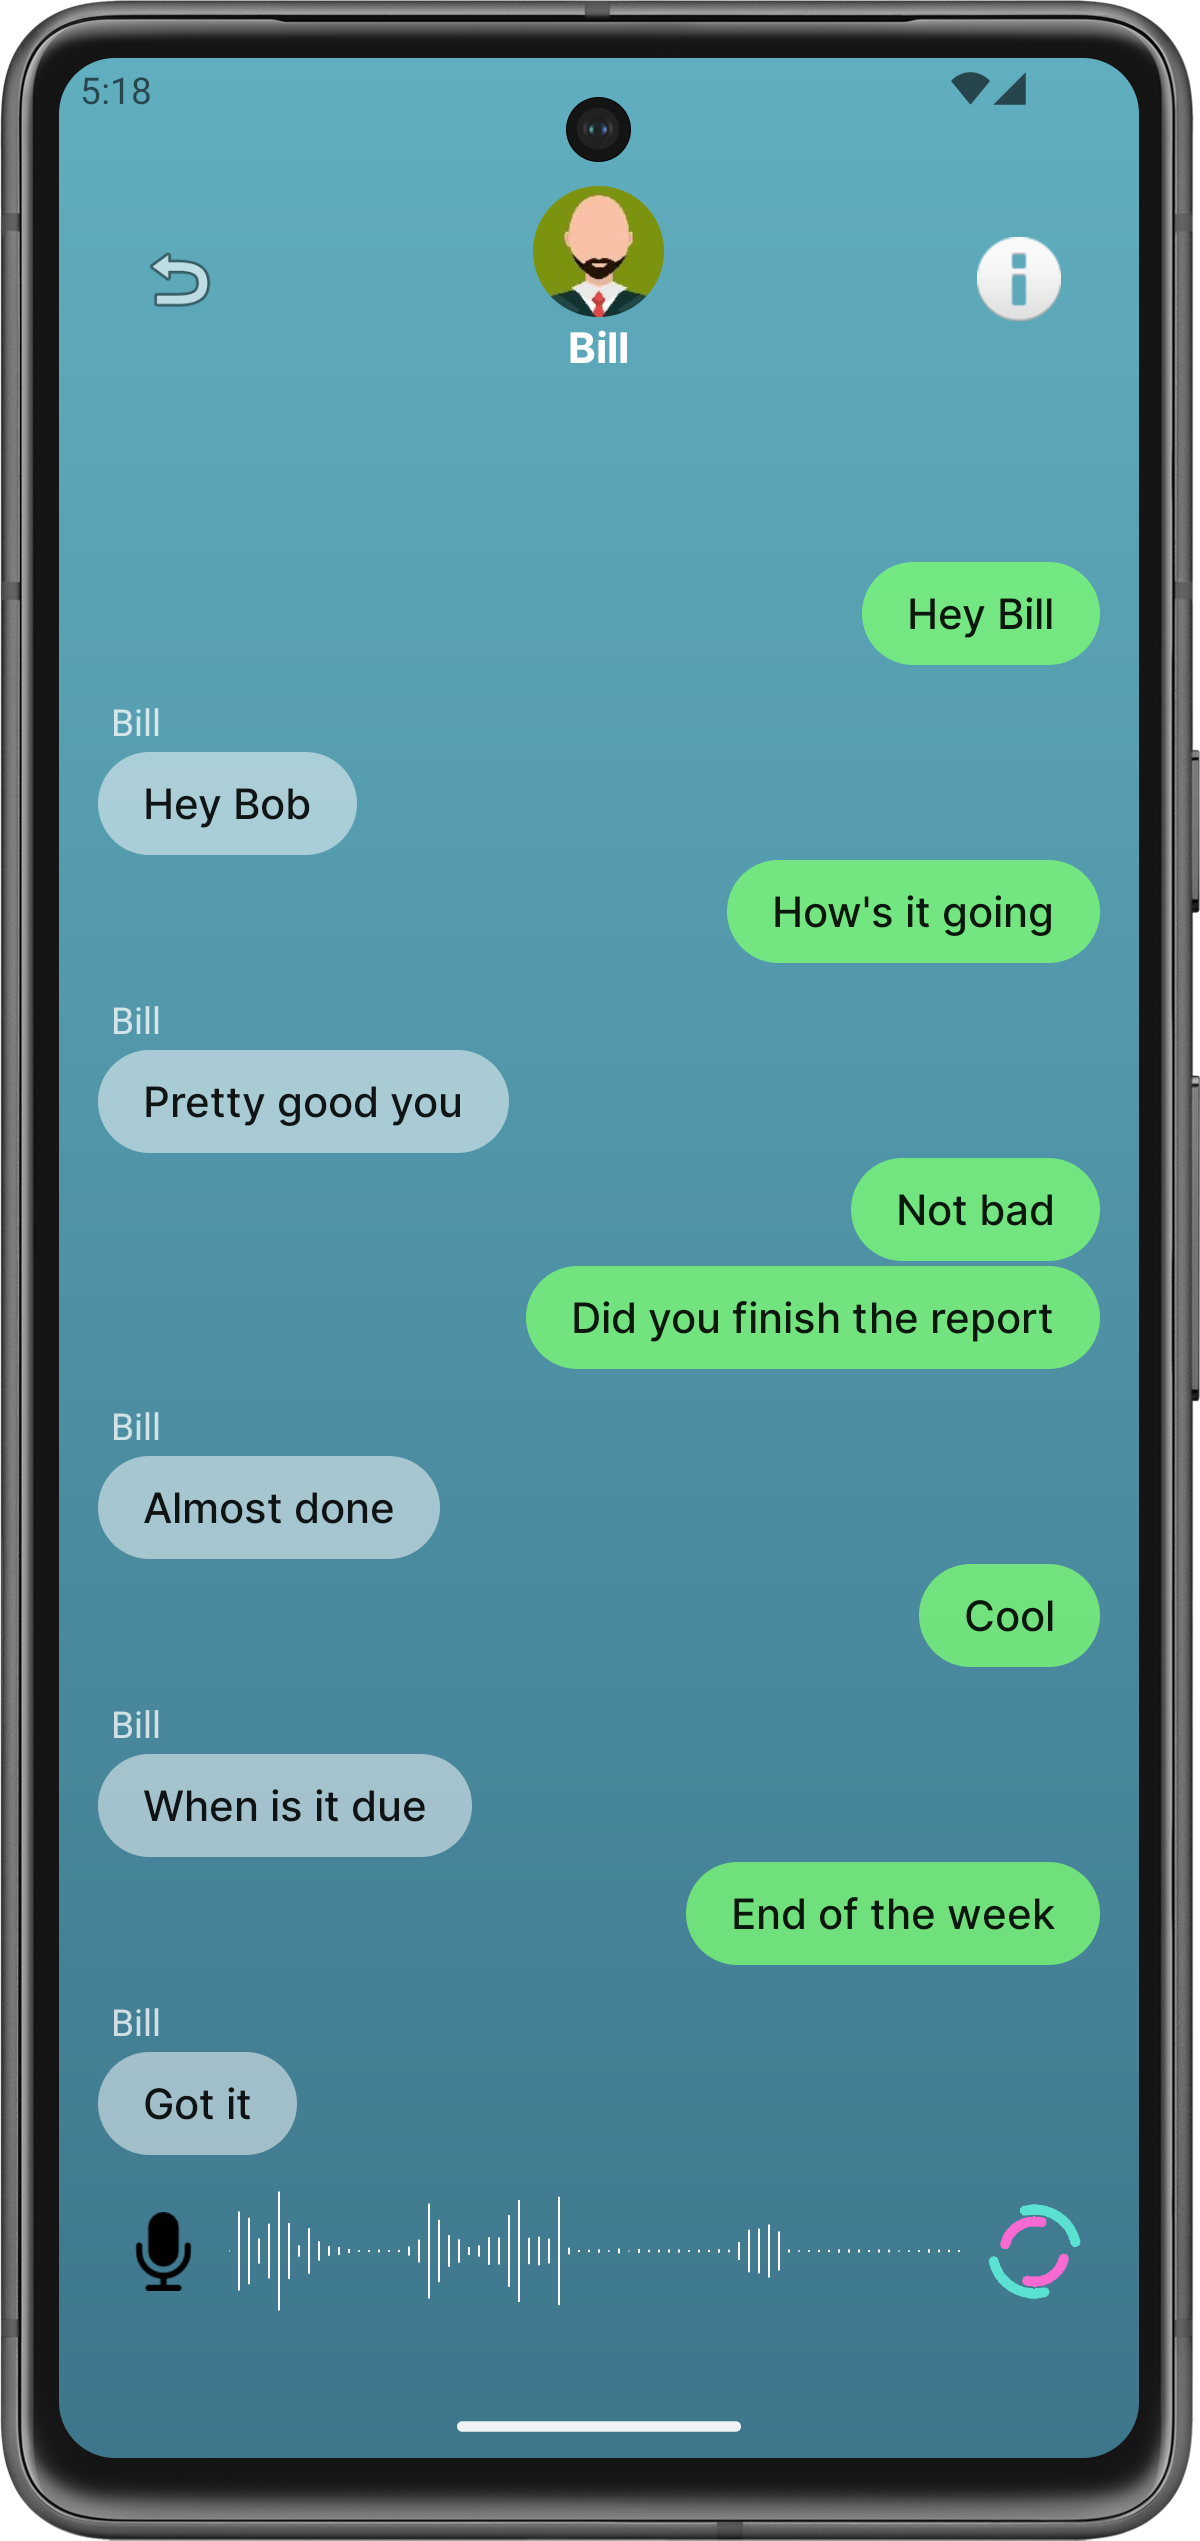 5:18
Bill
Hey Bill
Bill
Hey Bob
How's it going
Bill
Pretty good you
Not bad
Did you finish the report
Bill
Almost done
Cool
Bill
When is it due
End of the week
Bill
Got it